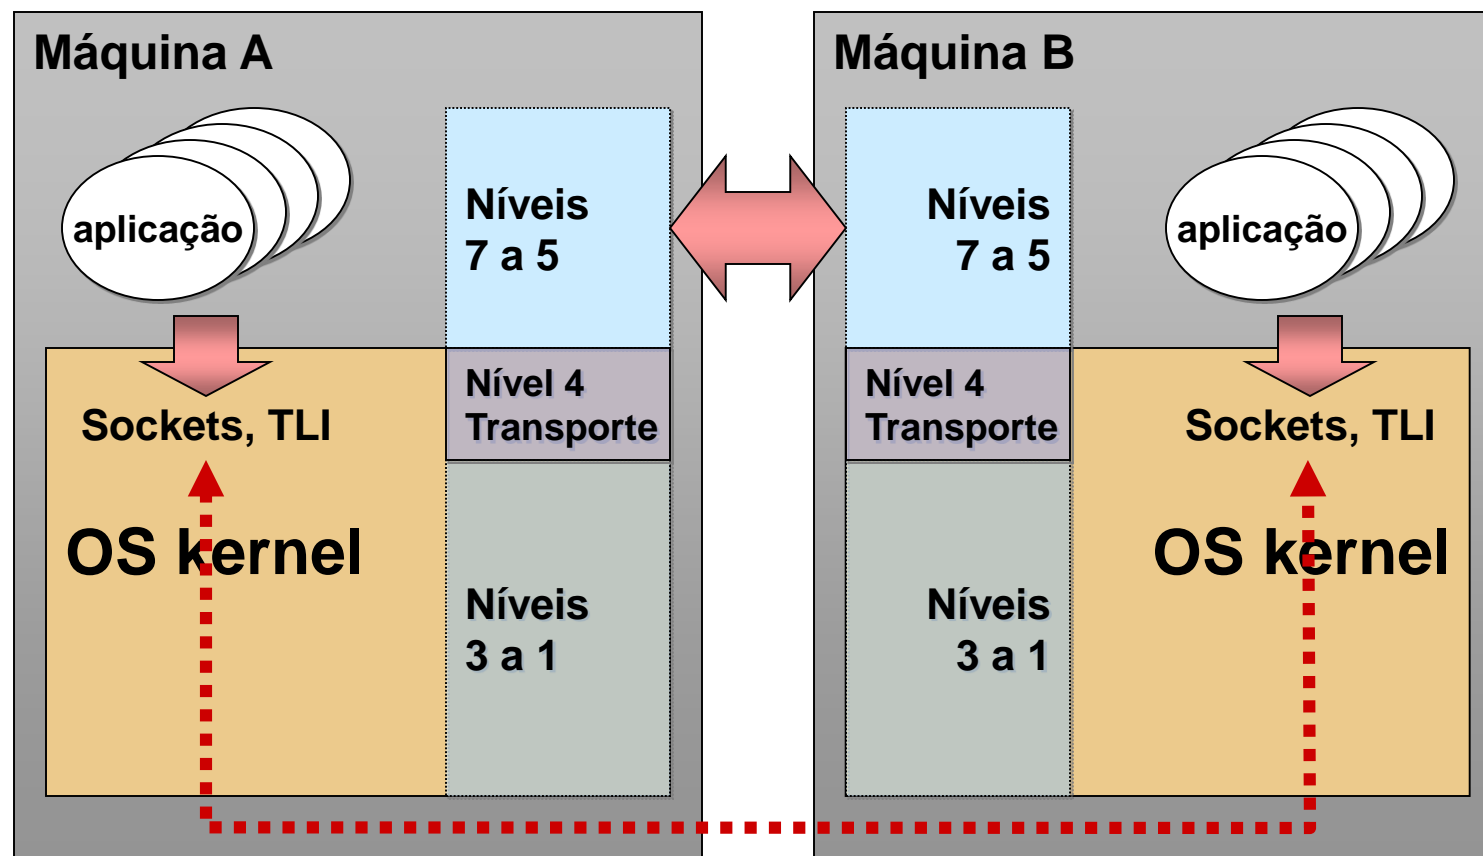 Máquina A
aplicação
Níveis
7 a 5
Nível 4
Transporte
Sockets, TLI
OS kernel
Níveis
3 a 1
Máquina B
Níveis
7 a 5
aplicação
Nível 4
Transporte
Sockets, TLI
OS kernel
Níveis
3 a 1